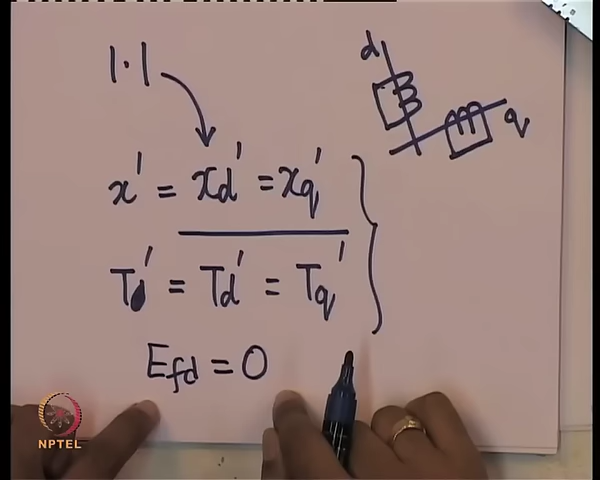 1.1
d
q
x' = xd' = xq'
T' = Td' = Tq'
Efd = 0
NPTEL